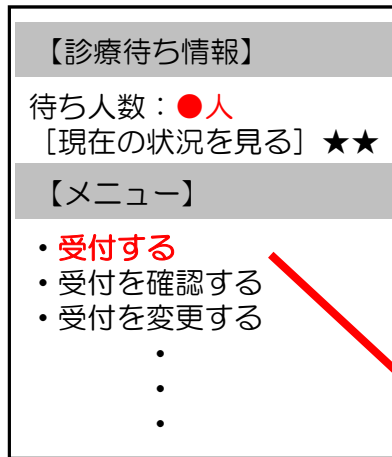 【診療待ち情報】
待ち人数：●人
［現在の状況を見る］★★
【メニュー】
・受付する
・受付を確認する
・受付を変更する
・
・
・